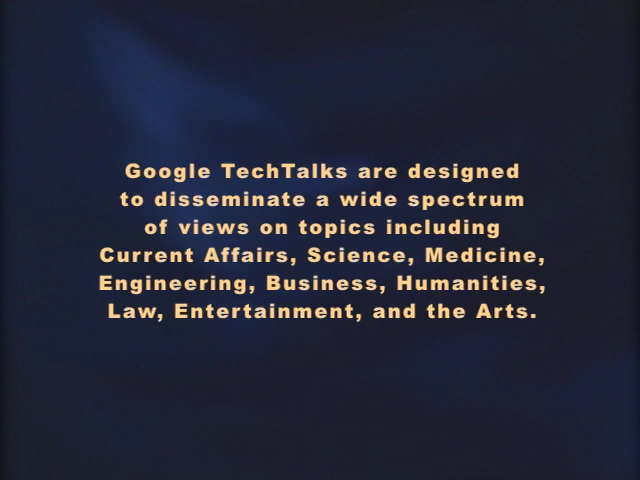 Google TechTalks are designed
to disseminate a wide spectrum
of views on topics including
Current Affairs, Science, Medicine,
Engineering, Business, Humanities,
Law, Entertainment, and the Arts.